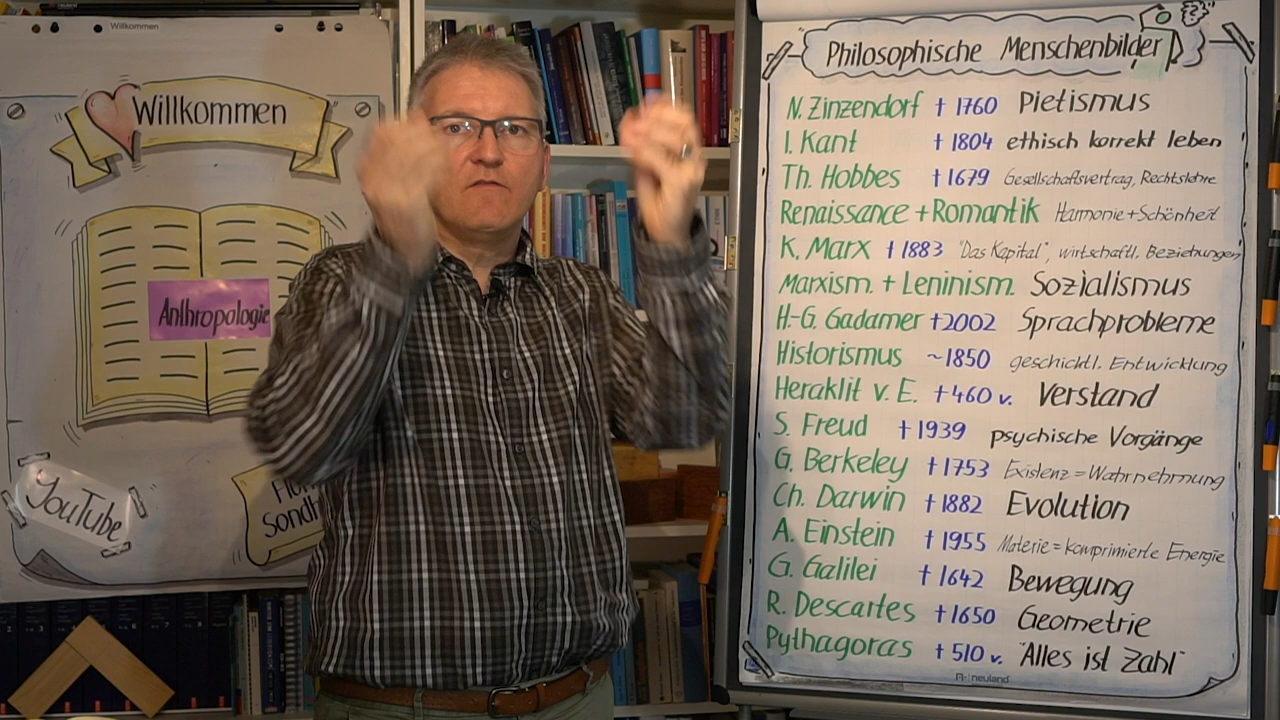 Willkommen
Willkommen
Anthropologie
YouTube
Sondh
Philosophische Menschenbilder
N. Zinzendorf † 1760 Pietismus
I. Kant † 1804 ethisch korrekt leben
Th. Hobbes † 1679 Gesellschaftsvertrag, Rechtslehre
Renaissance + Romantik Harmonie + Schönheit
K. Marx † 1883 "Das Kapital", wirtschaftl. Beziehungen
Marxism. + Leninism. Sozialismus
H.-G. Gadamer † 2002 Sprachprobleme
Historismus ~1850 geschichtl. Entwicklung
Heraklit v. E. † 460 v. Verstand
S. Freud † 1939 psychische Vorgänge
G. Berkeley † 1753 Existenz = Wahrnehmung
Ch. Darwin † 1882 Evolution
A. Einstein † 1955 Materie = komprimierte Energie
G. Galilei † 1642 Bewegung
R. Descartes † 1650 Geometrie
Pythagoras † 510 v. "Alles ist Zahl"
neuland